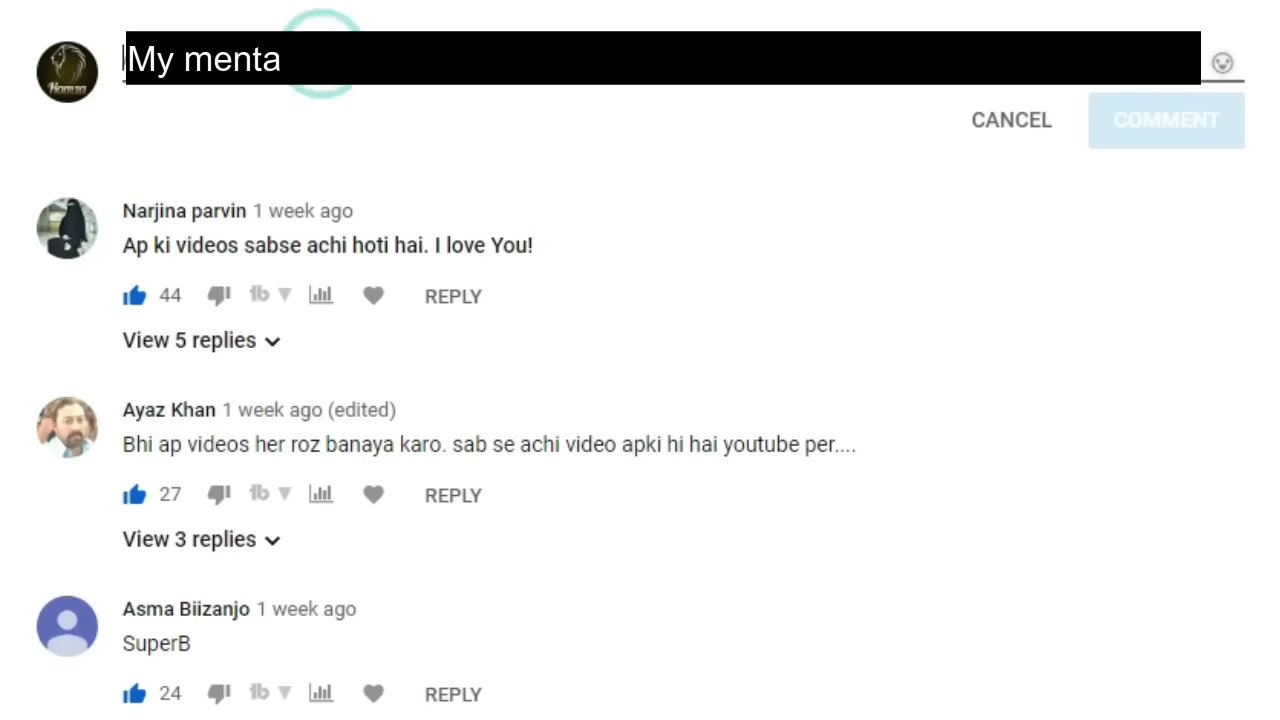 My menta
Hamza
CANCEL
COMMENT
Narjina parvin 1 week ago
Ap ki videos sabse achi hoti hai. I love You!
44
REPLY
View 5 replies
Ayaz Khan 1 week ago (edited)
Bhi ap videos her roz banaya karo. sab se achi video apki hi hai youtube per....
27
REPLY
View 3 replies
Asma Biizanjo 1 week ago
SuperB
24
REPLY